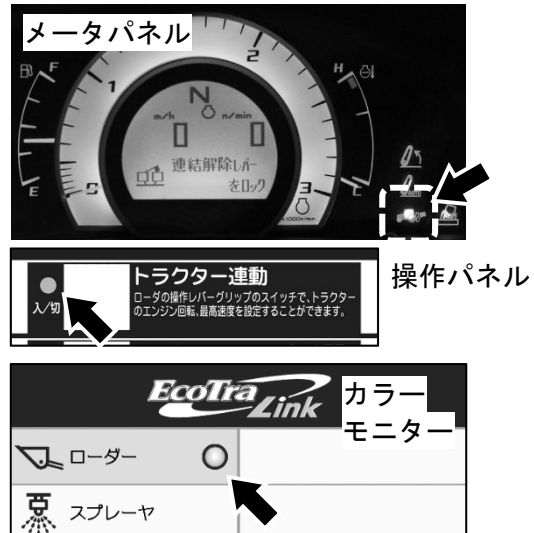 メータパネル
F
E
1
2
3
0
N
m/h
n/min
0
0
連結解除レバー
をロック
x1000r/min
H
C
トラクター連動
入/切
ローダの操作レバーグリップのスイッチで、トラクター
のエンジン回転、最高速度を設定することができます。
操作パネル
EcoTra
Link
カラー
モニター
ローダー
スプレーヤ